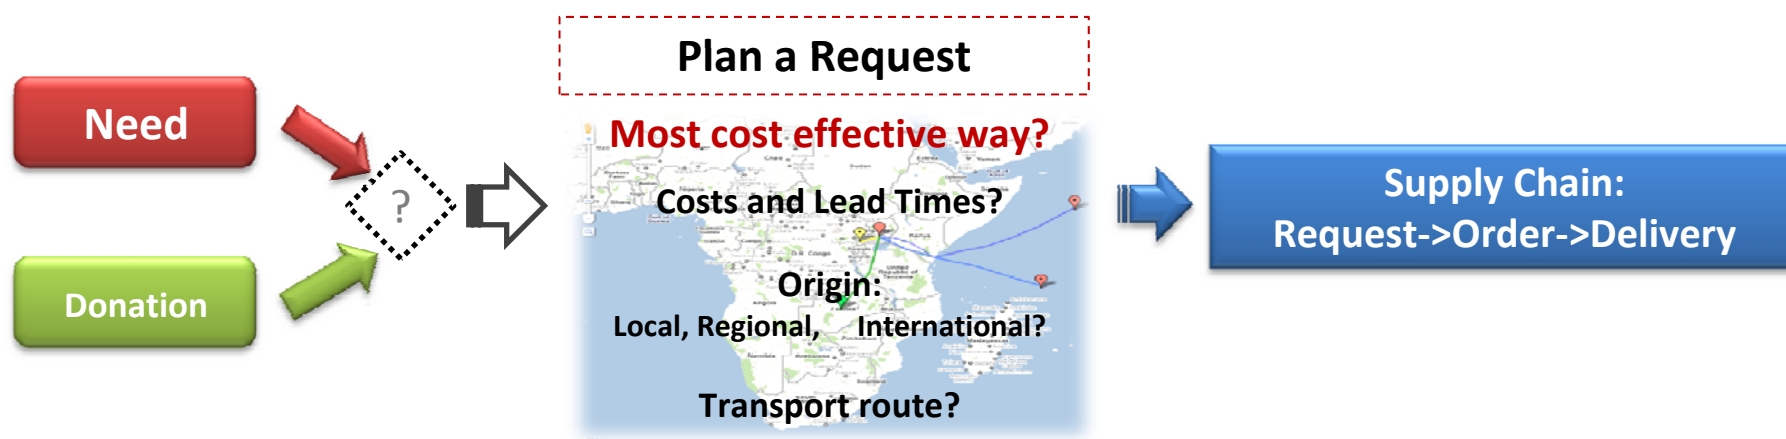 Need
Donation
?
Plan a Request
Most cost effective way?
Costs and Lead Times?
Origin:
Local, Regional, International?
Transport route?
Supply Chain:
Request->Order->Delivery